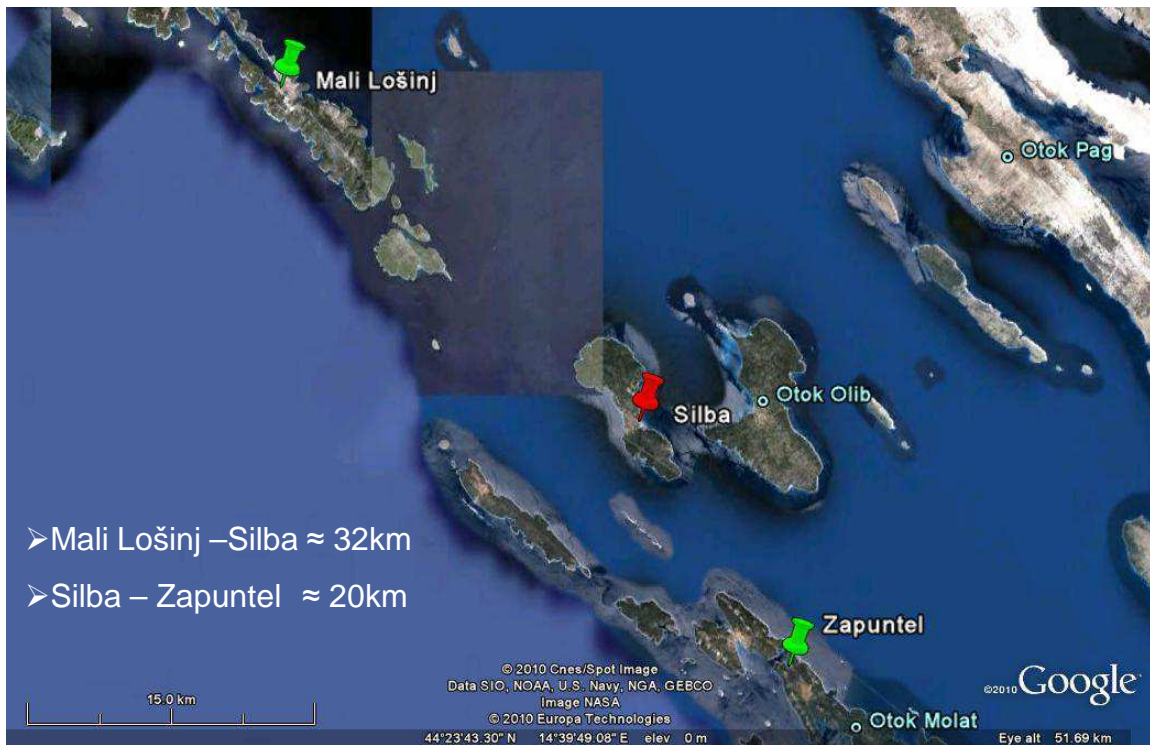 Mali Lošinj
Otok Pag
Otok Olib
Silba
➢Mali Lošinj –Silba ≈ 32km
➢Silba – Zapuntel ≈ 20km
Zapuntel
© 2010 Cnes/Spot Image
Data SIO, NOAA, U.S. Navy, NGA, GEBCO
Image NASA
© 2010 Europa Technologies
©2010 Google
15.0 km
Otok Molat
44°23'43.30" N 14°39'49.08" E elev 0 m
Eye alt 51.69 km